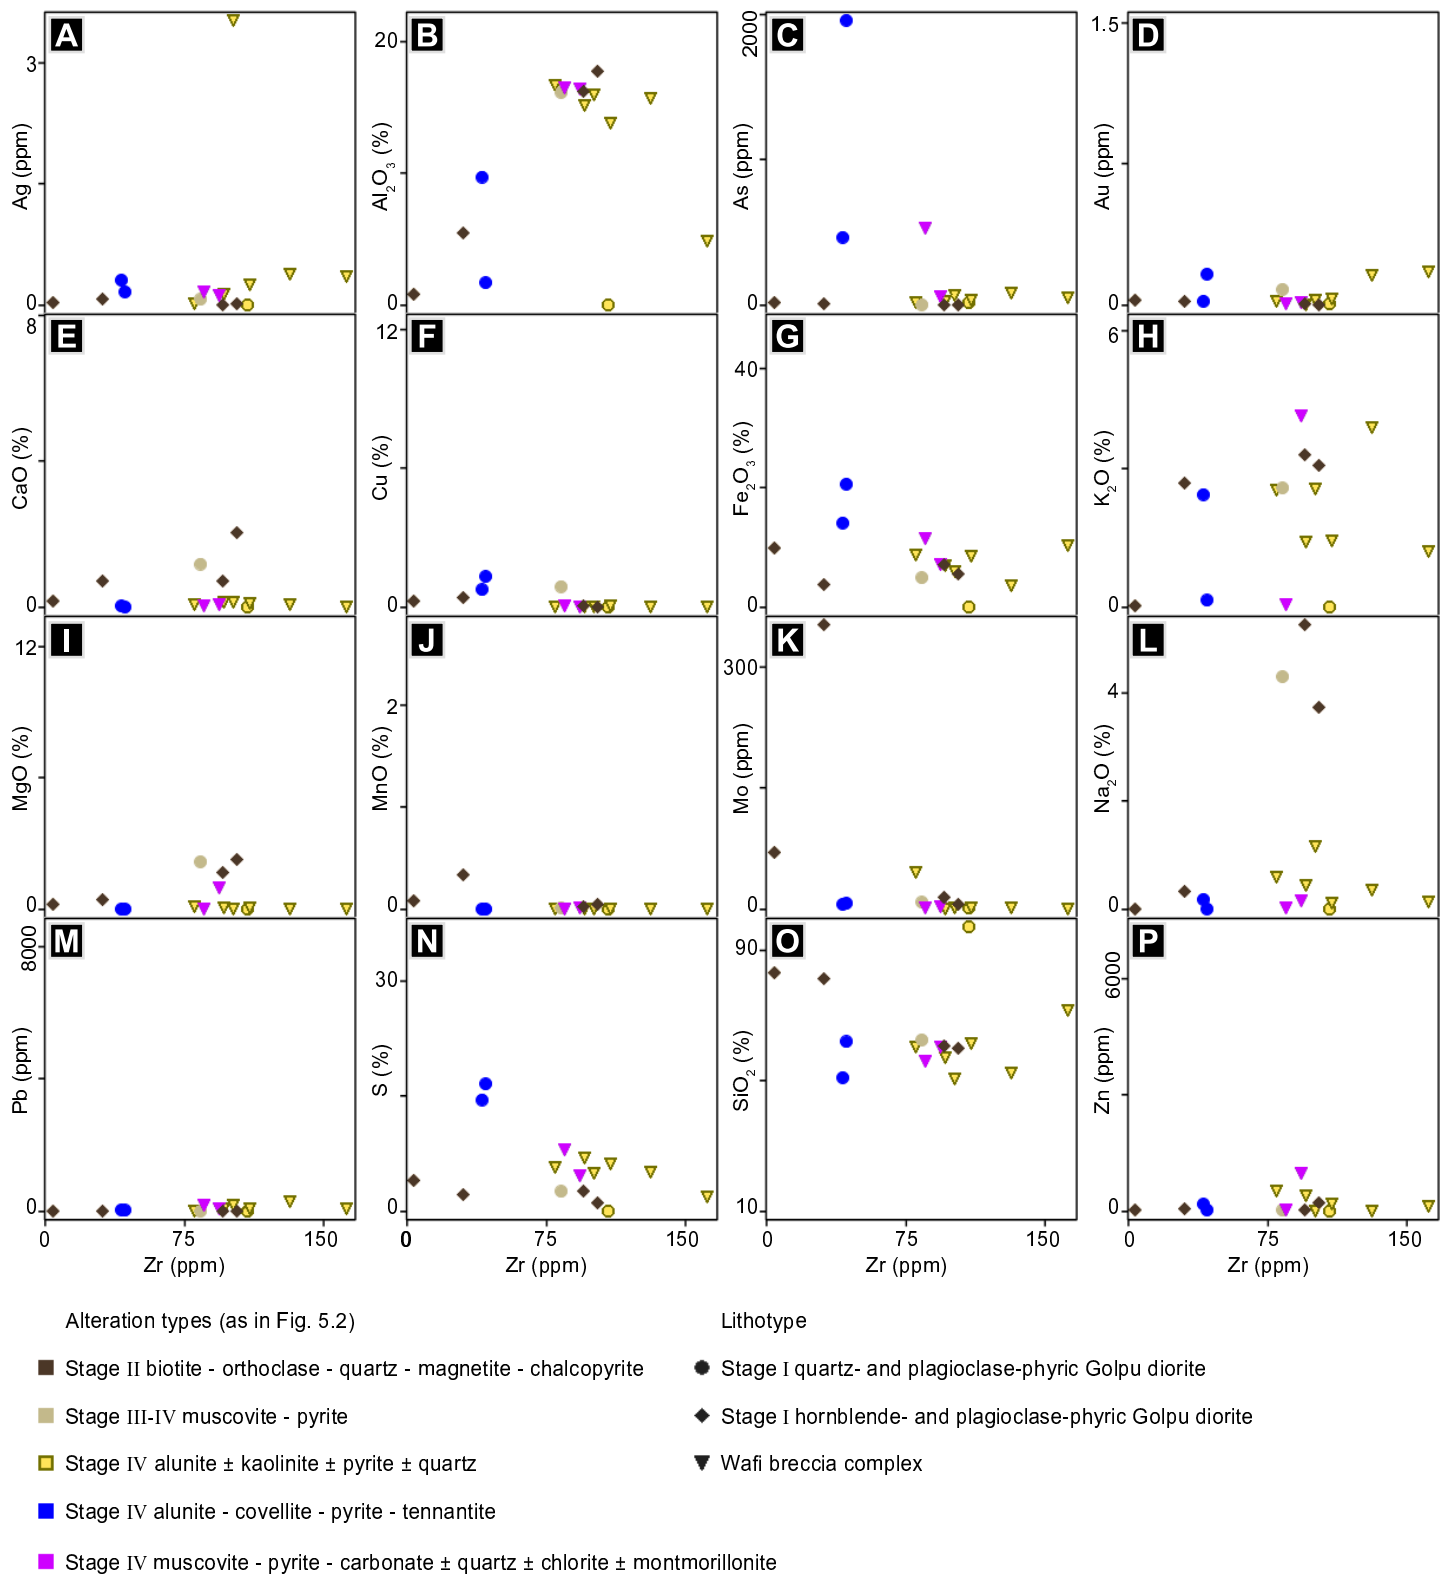 A B C D
3
0
Ag (ppm)
20
0
Al2O3 (%)
2000
0
As (ppm)
1.5
0
Au (ppm)
E F G H
8
0
CaO (%)
12
0
Cu (%)
40
0
Fe2O3 (%)
6
0
K2O (%)
I J K L
12
0
MgO (%)
2
0
MnO (%)
300
0
Mo (ppm)
4
0
Na2O (%)
M N O P
8000
0
Pb (ppm)
30
0
S (%)
90
10
SiO2 (%)
6000
0
Zn (ppm)
0 75 150 0 75 150 0 75 150 0 75 150
Zr (ppm) Zr (ppm) Zr (ppm) Zr (ppm)
Alteration types (as in Fig. 5.2)
Stage II biotite - orthoclase - quartz - magnetite - chalcopyrite
Stage III-IV muscovite - pyrite
Stage IV alunite ± kaolinite ± pyrite ± quartz
Stage IV alunite - covellite - pyrite - tennantite
Stage IV muscovite - pyrite - carbonate ± quartz ± chlorite ± montmorillonite
Lithotype
Stage I quartz- and plagioclase-phyric Golpu diorite
Stage I hornblende- and plagioclase-phyric Golpu diorite
Wafi breccia complex